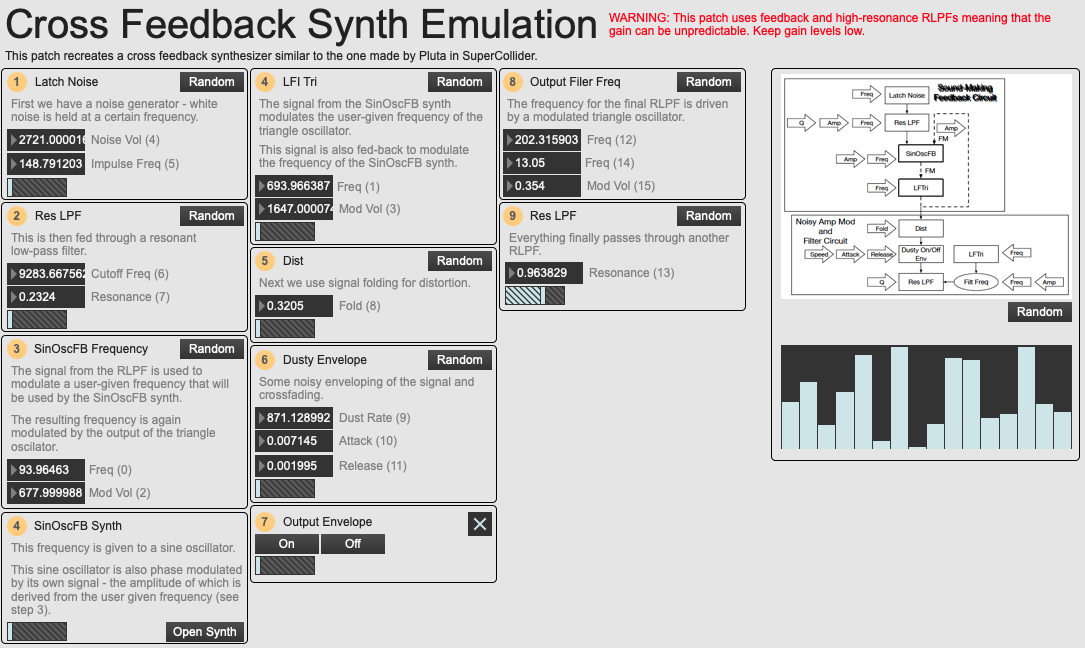 Cross Feedback Synth Emulation
WARNING: This patch uses feedback and high-resonance RLPFs meaning that the
gain can be unpredictable. Keep gain levels low.
This patch recreates a cross feedback synthesizer similar to the one made by Pluta in SuperCollider.
1 Latch Noise Random
First we have a noise generator - white
noise is held at a certain frequency.
2721.00001 Noise Vol (4)
148.791203 Impulse Freq (5)
2 Res LPF Random
This is then fed through a resonant
low-pass filter.
9283.66756 Cutoff Freq (6)
0.2324 Resonance (7)
3 SinOscFB Frequency Random
The signal from the RLPF is used to
modulate a user-given frequency that will
be used by the SinOscFB synth.
The resulting frequency is again
modulated by the output of the triangle
oscilator.
93.96463 Freq (0)
677.999988 Mod Vol (2)
4 SinOscFB Synth
This frequency is given to a sine oscillator.
This sine oscillator is also phase modulated
by its own signal - the amplitude of which is
derived from the user given frequency (see
step 3).
Open Synth
4 LFI Tri Random
The signal from the SinOscFB synth
modulates the user-given frequency of the
triangle oscillator.
This signal is also fed-back to modulate
the frequency of the SinOscFB synth.
693.966387 Freq (1)
1647.00007 Mod Vol (3)
5 Dist Random
Next we use signal folding for distortion.
0.3205 Fold (8)
6 Dusty Envelope Random
Some noisy enveloping of the signal and
crossfading.
871.128992 Dust Rate (9)
0.007145 Attack (10)
0.001995 Release (11)
7 Output Envelope
On Off
8 Output Filer Freq Random
The frequency for the final RLPF is driven
by a modulated triangle oscillator.
202.315903 Freq (12)
13.05 Freq (14)
0.354 Mod Vol (15)
9 Res LPF Random
Everything finally passes through another
RLPF.
0.963829 Resonance (13)
Sound-Making
Feedback Circuit
Freq Latch Noise
Q Amp Freq Res LPF
Amp
FM
Amp Freq SinOscFB
FM
Freq LFTri
Noisy Amp Mod
and
Filter Circuit
Fold Dist
Speed Attack Release Dusty On/Off
Env
LFTri Freq
Q Res LPF Filt Freq Freq Amp
Random